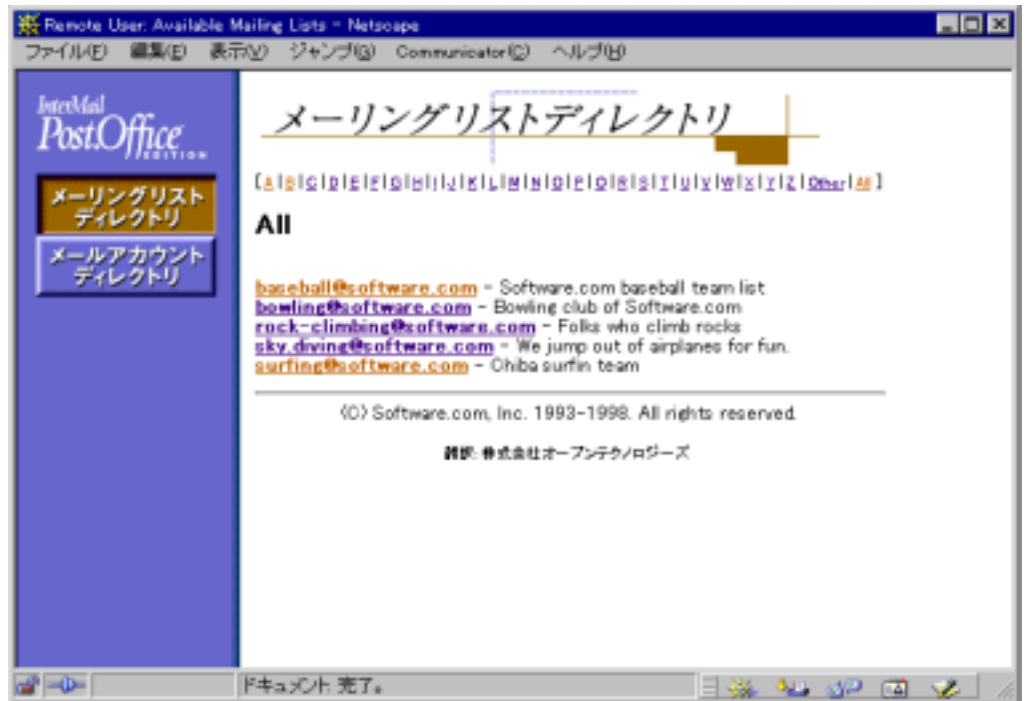 Remote User: Available Mailing Lists - Netscape
ファイル(F) 編集(E) 表示(V) ジャンプ(G) Communicator(C) ヘルプ(H)
InterMail
Post.Office
EDITION
メーリングリスト
ディレクトリ
メールアカウント
ディレクトリ
メーリングリストディレクトリ
[A|B|C|D|E|F|G|H|I|J|K|L|M|N|O|P|Q|R|S|T|U|V|W|X|Y|Z|Other|All]
All
baseball@software.com - Software.com baseball team list
bowling@software.com - Bowling club of Software.com
rock-climbing@software.com - Folks who climb rocks
sky.diving@software.com - We jump out of airplanes for fun.
surfing@software.com - Chiba surfin team
(C) Software.com, Inc. 1993-1998. All rights reserved.
翻訳: 株式会社オープンテクノロジーズ
ドキュメント: 完了。